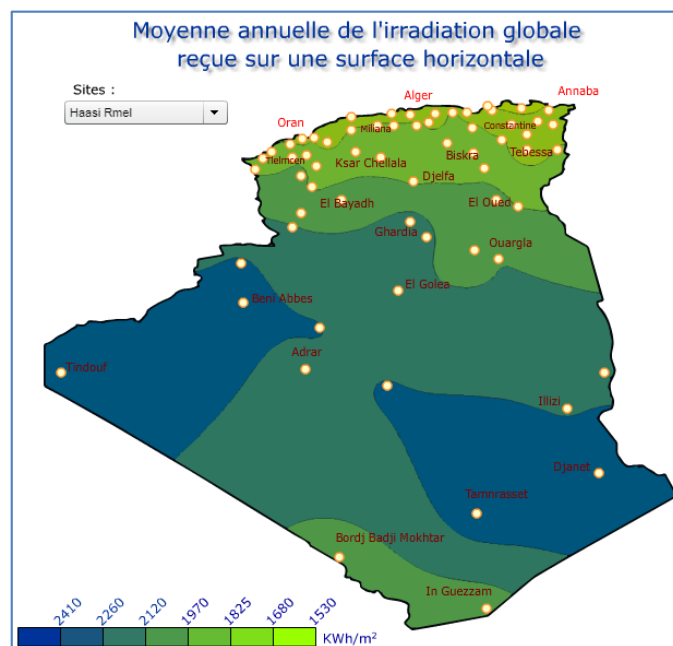 Moyenne annuelle de l'irradiation globale
reçue sur une surface horizontale
Sites :
Haasi Rmel
Annaba
Alger
Oran
Miliana
Constantine
Tlelmcen
Ksar Chellala
Biskra
Tebessa
Djelfa
El Bayadh
El Oued
Ghardia
Ouargla
El Golea
Beni Abbes
Adrar
Tindouf
Illizi
Djanet
Tamnrasset
Bordj Badji Mokhtar
In Guezzam
2410 2260 2120 1970 1825 1680 1530
KWh/m²